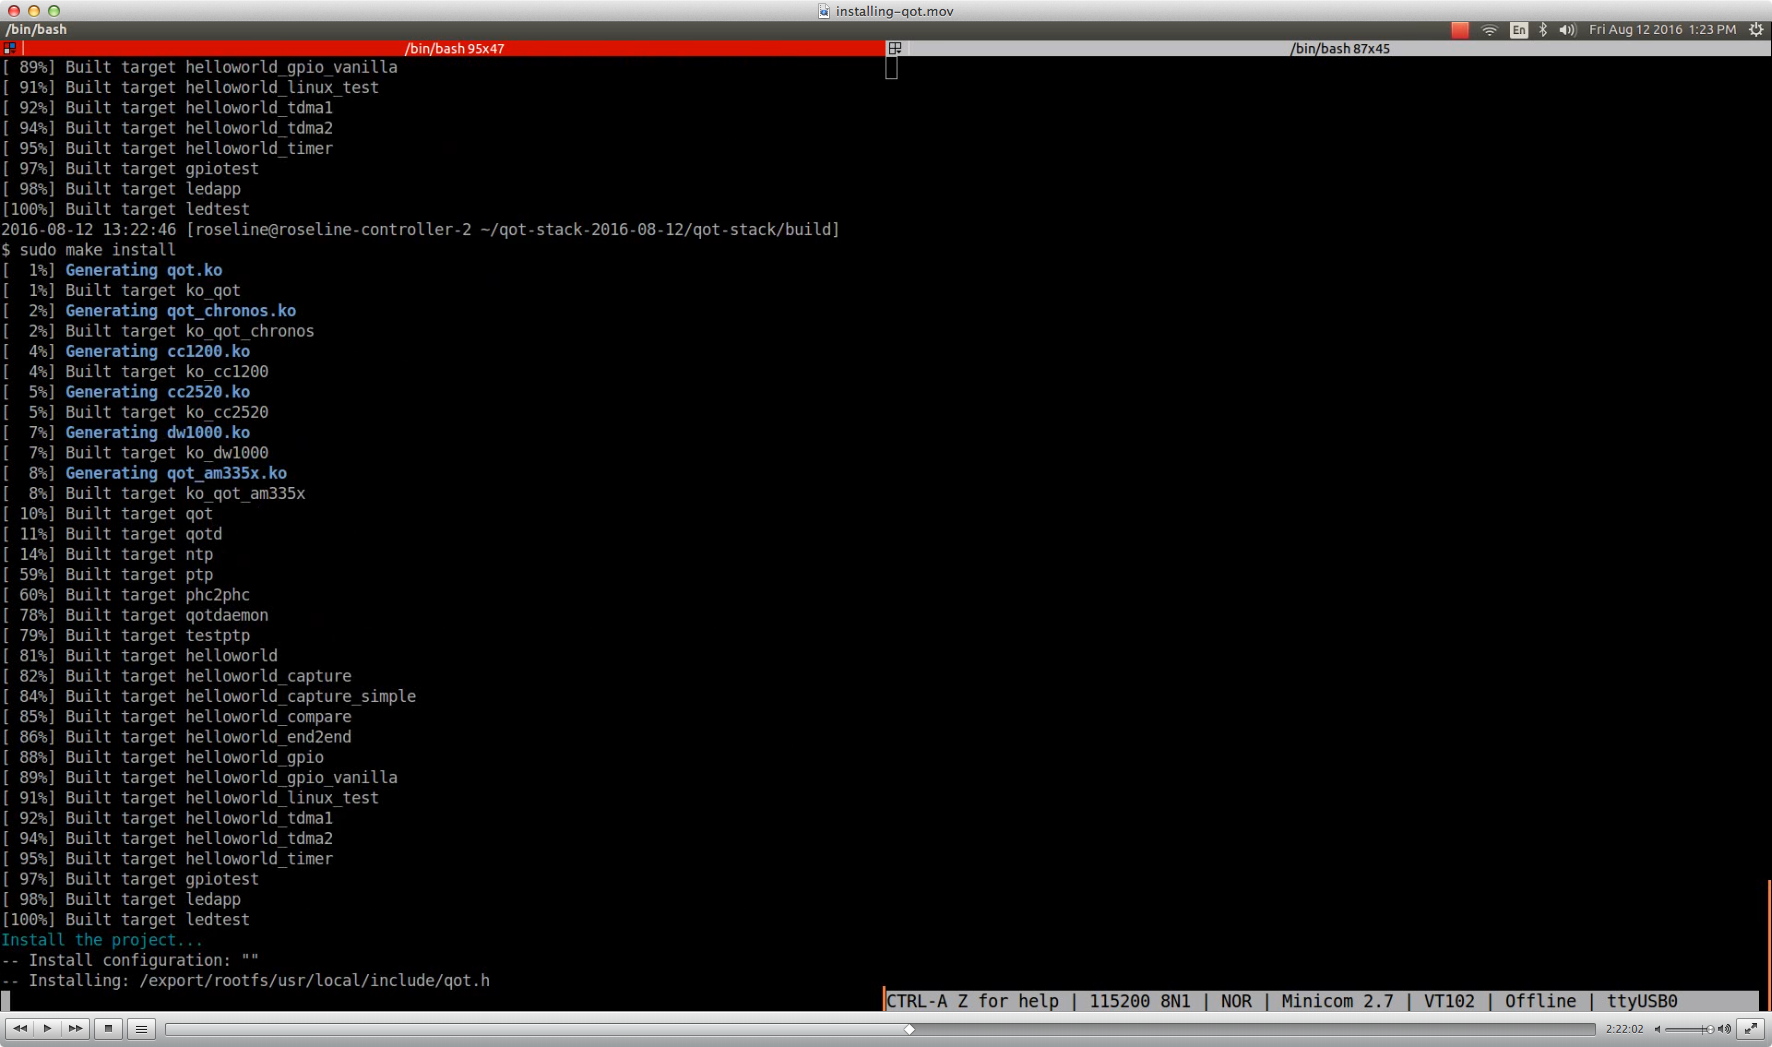 installing-qot.mov
/bin/bash
En
Fri Aug 12 2016 1:23 PM
/bin/bash 95x47
/bin/bash 87x45
[ 89%] Built target helloworld_gpio_vanilla
[ 91%] Built target helloworld_linux_test
[ 92%] Built target helloworld_tdma1
[ 94%] Built target helloworld_tdma2
[ 95%] Built target helloworld_timer
[ 97%] Built target gpiotest
[ 98%] Built target ledapp
[100%] Built target ledtest
2016-08-12 13:22:46 [roseline@roseline-controller-2 ~/qot-stack-2016-08-12/qot-stack/build]
$ sudo make install
[  1%] Generating qot.ko
[  1%] Built target ko_qot
[  2%] Generating qot_chronos.ko
[  2%] Built target ko_qot_chronos
[  4%] Generating cc1200.ko
[  4%] Built target ko_cc1200
[  5%] Generating cc2520.ko
[  5%] Built target ko_cc2520
[  7%] Generating dw1000.ko
[  7%] Built target ko_dw1000
[  8%] Generating qot_am335x.ko
[  8%] Built target ko_qot_am335x
[ 10%] Built target qot
[ 11%] Built target qotd
[ 14%] Built target ntp
[ 59%] Built target ptp
[ 60%] Built target phc2phc
[ 78%] Built target qotdaemon
[ 79%] Built target testptp
[ 81%] Built target helloworld
[ 82%] Built target helloworld_capture
[ 84%] Built target helloworld_capture_simple
[ 85%] Built target helloworld_compare
[ 86%] Built target helloworld_end2end
[ 88%] Built target helloworld_gpio
[ 89%] Built target helloworld_gpio_vanilla
[ 91%] Built target helloworld_linux_test
[ 92%] Built target helloworld_tdma1
[ 94%] Built target helloworld_tdma2
[ 95%] Built target helloworld_timer
[ 97%] Built target gpiotest
[ 98%] Built target ledapp
[100%] Built target ledtest
Install the project...
-- Install configuration: ""
-- Installing: /export/rootfs/usr/local/include/qot.h
CTRL-A Z for help | 115200 8N1 | NOR | Minicom 2.7 | VT102 | Offline | ttyUSB0
2:22:02